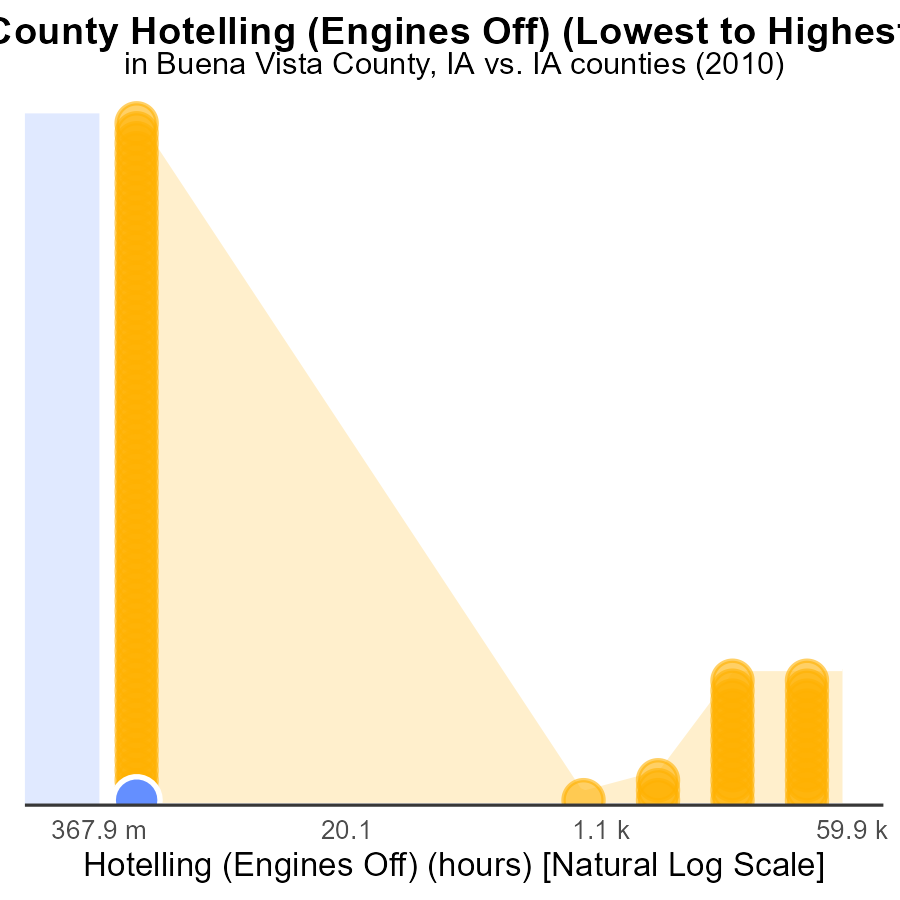 County Hotelling (Engines Off) (Lowest to Highest
in Buena Vista County, IA vs. IA counties (2010)
367.9 m 20.1 1.1 k 59.9 k
Hotelling (Engines Off) (hours) [Natural Log Scale]